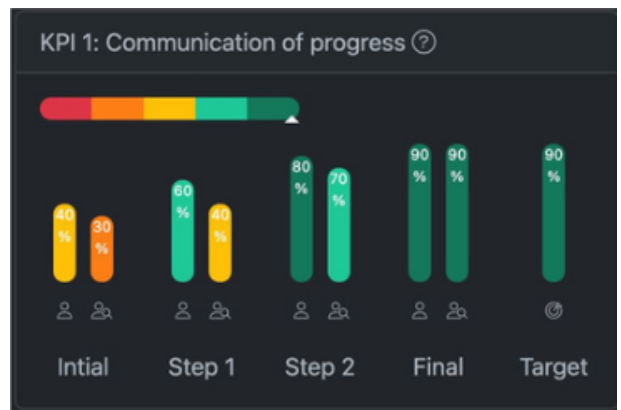 KPI 1: Communication of progress ?
40 % 30 % 60 % 40 % 80 % 70 % 90 % 90 % 90 %
Intial Step 1 Step 2 Final Target